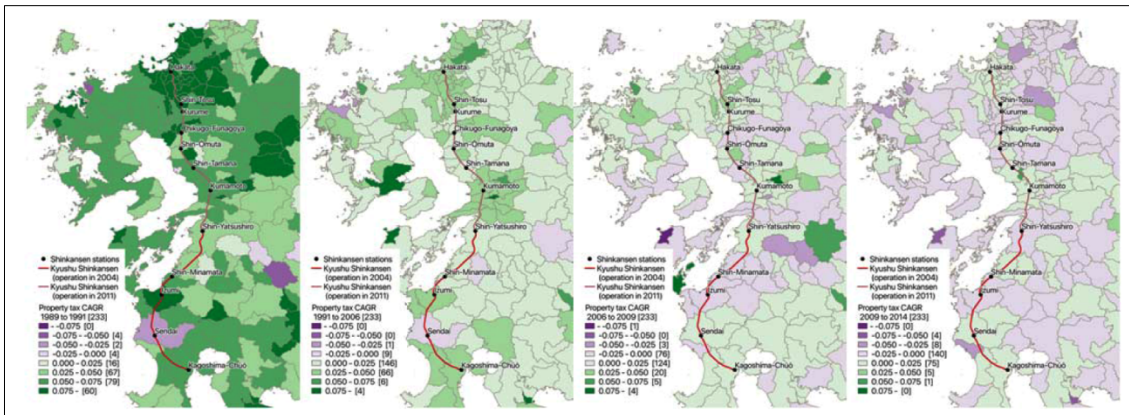 Hakata
Shin-Tosu
Kurume
Chikugo-Funagoya
Shin-Omuta
Shin-Tamana
Kumamoto
Shin-Yatsushiro
Shin-Minamata
Izumi
Sendai
Kagoshima-Chuo
Shinkansen stations
Kyushu Shinkansen
(operation in 2004)
Kyushu Shinkansen
(operation in 2011)
Property tax CAGR
1989 to 1991 [233]
- -0.075 [0]
-0.075 - -0.050 [4]
-0.050 - -0.025 [2]
-0.025 - 0.000 [4]
0.000 - 0.025 [16]
0.025 - 0.050 [67]
0.050 - 0.075 [79]
0.075 - [60]
Hakata
Shin-Tosu
Kurume
Chikugo-Funagoya
Shin-Omuta
Shin-Tamana
Kumamoto
Shin-Yatsushiro
Shin-Minamata
Izumi
Sendai
Kagoshima-Chuo
Shinkansen stations
Kyushu Shinkansen
(operation in 2004)
Kyushu Shinkansen
(operation in 2011)
Property tax CAGR
1991 to 2006 [233]
- -0.075 [0]
-0.075 - -0.050 [0]
-0.050 - -0.025 [1]
-0.025 - 0.000 [9]
0.000 - 0.025 [146]
0.025 - 0.050 [66]
0.050 - 0.075 [6]
0.075 - [4]
Hakata
Shin-Tosu
Kurume
Chikugo-Funagoya
Shin-Omuta
Shin-Tamana
Kumamoto
Shin-Yatsushiro
Shin-Minamata
Izumi
Sendai
Kagoshima-Chuo
Shinkansen stations
Kyushu Shinkansen
(operation in 2004)
Kyushu Shinkansen
(operation in 2011)
Property tax CAGR
2006 to 2009 [233]
- -0.075 [1]
-0.075 - -0.050 [0]
-0.050 - -0.025 [3]
-0.025 - 0.000 [76]
0.000 - 0.025 [124]
0.025 - 0.050 [20]
0.050 - 0.075 [5]
0.075 - [4]
Hakata
Shin-Tosu
Kurume
Chikugo-Funagoya
Shin-Omuta
Shin-Tamana
Kumamoto
Shin-Yatsushiro
Shin-Minamata
Izumi
Sendai
Kagoshima-Chuo
Shinkansen stations
Kyushu Shinkansen
(operation in 2004)
Kyushu Shinkansen
(operation in 2011)
Property tax CAGR
2009 to 2014 [233]
- -0.075 [0]
-0.075 - -0.050 [4]
-0.050 - -0.025 [8]
-0.025 - 0.000 [140]
0.000 - 0.025 [75]
0.025 - 0.050 [5]
0.050 - 0.075 [1]
0.075 - [0]